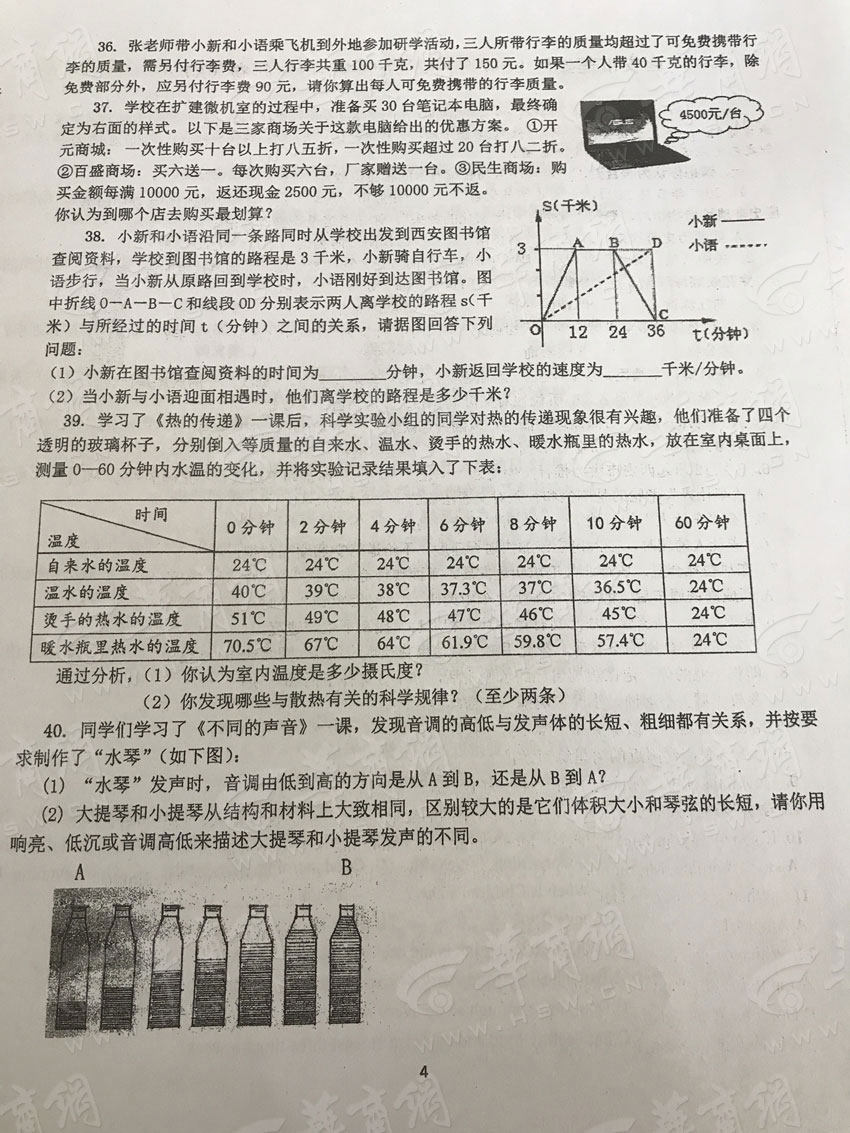 36. 张老师带小新和小语乘飞机到外地参加研学活动，三人所带行李的质量均超过了可免费携带行
李的质量，需另付行李费，三人行李共重 100 千克，共付了 150 元。如果一个人带 40 千克的行李，除
免费部分外，应另付行李费 90 元，请你算出每人可免费携带的行李质量。
37. 学校在扩建微机室的过程中，准备买 30 台笔记本电脑，最终确
定为右面的样式。以下是三家商场关于这款电脑给出的优惠方案。 ①开
元商城： 一次性购买十台以上打八五折，一次性购买超过 20 台打八二折。
②百盛商场：买六送一。每次购买六台，厂家赠送一台。③民生商场：购
买金额每满 10000 元，返还现金 2500 元，不够 10000 元不返。
你认为到哪个店去购买最划算？
4500元/台
38. 小新和小语沿同一条路同时从学校出发到西安图书馆
查阅资料，学校到图书馆的路程是 3 千米，小新骑自行车，小
语步行，当小新从原路回到学校时，小语刚好到达图书馆。图
中折线 O—A—B—C 和线段 OD 分别表示两人离学校的路程 s(千
米）与所经过的时间 t（分钟）之间的关系，请据图回答下列
问题：
S(千米)
小新
小语
3
A B D
O C
12 24 36 t(分钟)
（1）小新在图书馆查阅资料的时间为________分钟，小新返回学校的速度为_______千米/分钟。
（2）当小新与小语迎面相遇时，他们离学校的路程是多少千米？
39. 学习了《热的传递》一课后，科学实验小组的同学对热的传递现象很有兴趣，他们准备了四个
透明的玻璃杯子，分别倒入等质量的自来水、温水、烫手的热水、暖水瓶里的热水，放在室内桌面上，
测量 0—60 分钟内水温的变化，并将实验记录结果填入了下表：
时间
温度
0 分钟 2 分钟 4 分钟 6 分钟 8 分钟 10 分钟 60 分钟
自来水的温度 24℃ 24℃ 24℃ 24℃ 24℃ 24℃ 24℃
温水的温度 40℃ 39℃ 38℃ 37.3℃ 37℃ 36.5℃ 24℃
烫手的热水的温度 51℃ 49℃ 48℃ 47℃ 46℃ 45℃ 24℃
暖水瓶里热水的温度 70.5℃ 67℃ 64℃ 61.9℃ 59.8℃ 57.4℃ 24℃
通过分析，（1）你认为室内温度是多少摄氏度？
（2）你发现哪些与散热有关的科学规律？（至少两条）
40. 同学们学习了《不同的声音》一课，发现音调的高低与发声体的长短、粗细都有关系，并按要
求制作了“水琴”（如下图）：
(1) “水琴”发声时，音调由低到高的方向是从 A 到 B，还是从 B 到 A？
(2) 大提琴和小提琴从结构和材料上大致相同，区别较大的是它们体积大小和琴弦的长短，请你用
响亮、低沉或音调高低来描述大提琴和小提琴发声的不同。
A B
4
华商网
WWW.HSW.CN